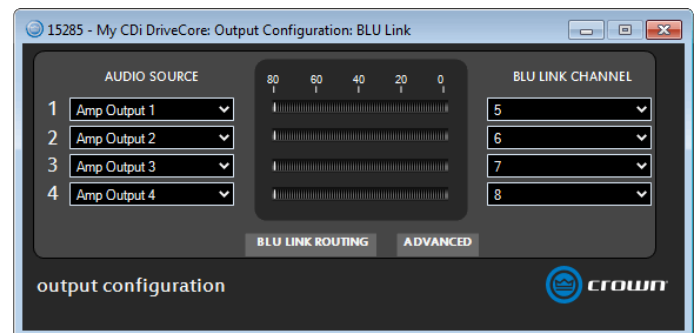 15285 - My CDi DriveCore: Output Configuration: BLU Link
AUDIO SOURCE
80 60 40 20 0
BLU LINK CHANNEL
1 Amp Output 1 5
2 Amp Output 2 6
3 Amp Output 3 7
4 Amp Output 4 8
BLU LINK ROUTING ADVANCED
output configuration
crown